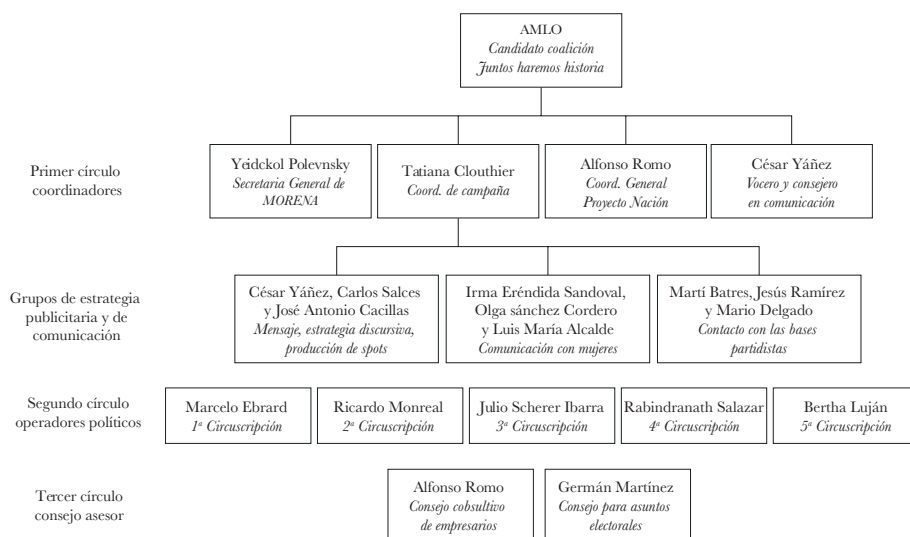 AMLO
Candidato coalición
Juntos haremos historia
Primer círculo
coordinadores
Yeidckol Polevnsky
Secretaria General de
MORENA
Tatiana Clouthier
Coord. de campaña
Alfonso Romo
Coord. General
Proyecto Nación
César Yáñez
Vocero y consejero
en comunicación
Grupos de estrategia
publicitaria y de
comunicación
César Yáñez, Carlos Salces
y José Antonio Cacillas
Mensaje, estrategia discursiva,
producción de spots
Irma Eréndida Sandoval,
Olga sánchez Cordero
y Luis María Alcalde
Comunicación con mujeres
Martí Batres, Jesús Ramírez
y Mario Delgado
Contacto con las bases
partidistas
Segundo círculo
operadores políticos
Marcelo Ebrard
1ª Circuscripción
Ricardo Monreal
2ª Circuscripción
Julio Scherer Ibarra
3ª Circuscripción
Rabindranath Salazar
4ª Circuscripción
Bertha Luján
5ª Circuscripción
Tercer círculo
consejo asesor
Alfonso Romo
Consejo cobsultivo
de empresarios
Germán Martínez
Consejo para asuntos
electorales